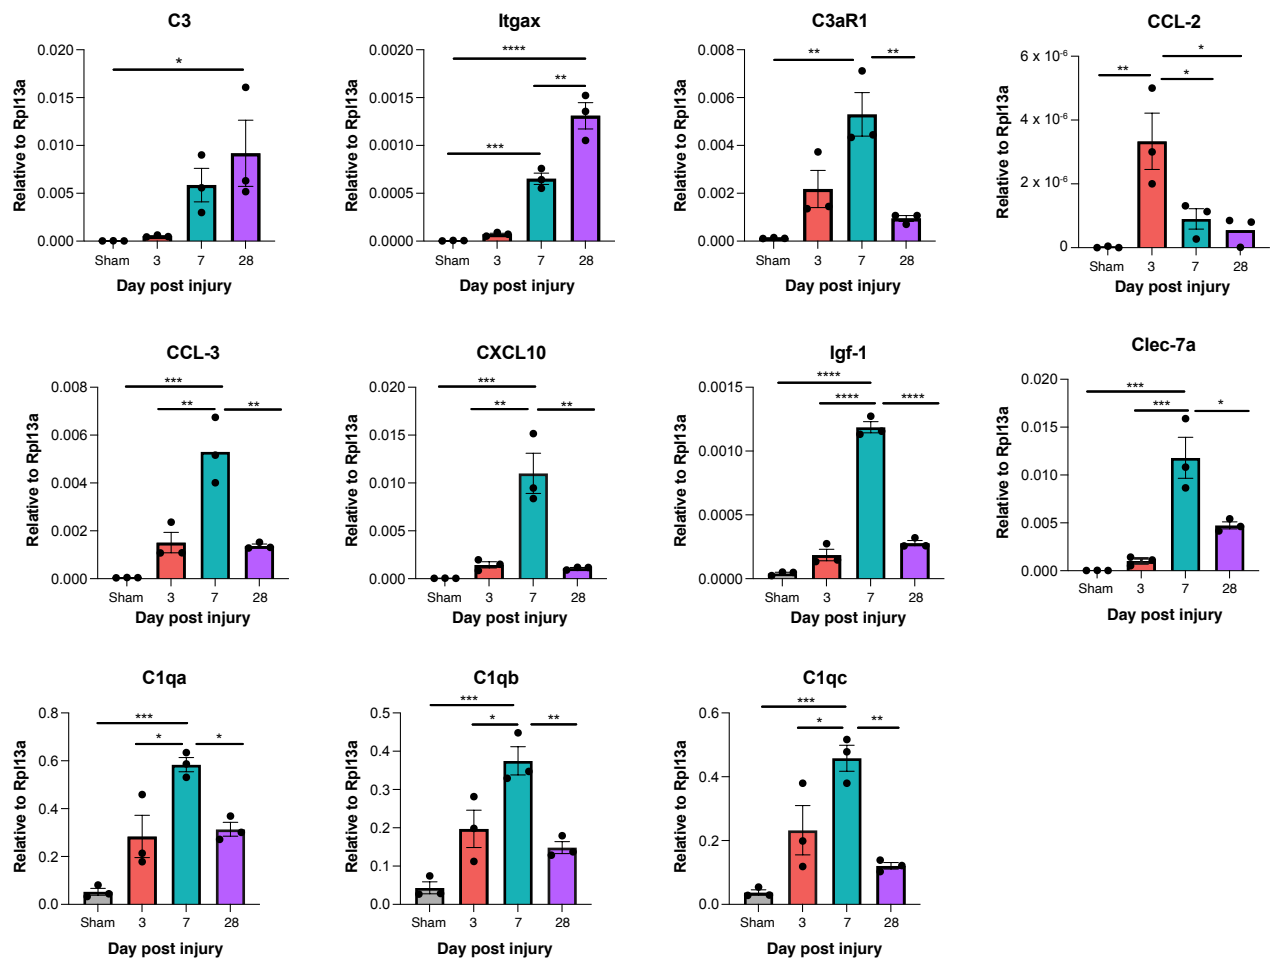 C3
Relative to Rpl13a
0.020
0.015
0.010
0.005
0.000
*
Sham 3 7 28
Day post injury
Itgax
Relative to Rpl13a
0.0020
0.0015
0.0010
0.0005
0.0000
****
**
***
Sham 3 7 28
Day post injury
C3aR1
Relative to Rpl13a
0.008
0.006
0.004
0.002
0.000
** **
Sham 3 7 28
Day post injury
CCL-2
Relative to Rpl13a
6 x 10-6
4 x 10-6
2 x 10-6
0
*
**
*
Sham 3 7 28
Day post injury
CCL-3
Relative to Rpl13a
0.008
0.006
0.004
0.002
0.000
***
** **
Sham 3 7 28
Day post injury
CXCL10
Relative to Rpl13a
0.020
0.015
0.010
0.005
0.000
***
** **
Sham 3 7 28
Day post injury
Igf-1
Relative to Rpl13a
0.0015
0.0010
0.0005
0.0000
****
**** ****
Sham 3 7 28
Day post injury
Clec-7a
Relative to Rpl13a
0.020
0.015
0.010
0.005
0.000
***
*** *
Sham 3 7 28
Day post injury
C1qa
Relative to Rpl13a
0.8
0.6
0.4
0.2
0.0
***
* *
Sham 3 7 28
Day post injury
C1qb
Relative to Rpl13a
0.5
0.4
0.3
0.2
0.1
0.0
***
* **
Sham 3 7 28
Day post injury
C1qc
Relative to Rpl13a
0.6
0.4
0.2
0.0
***
* **
Sham 3 7 28
Day post injury